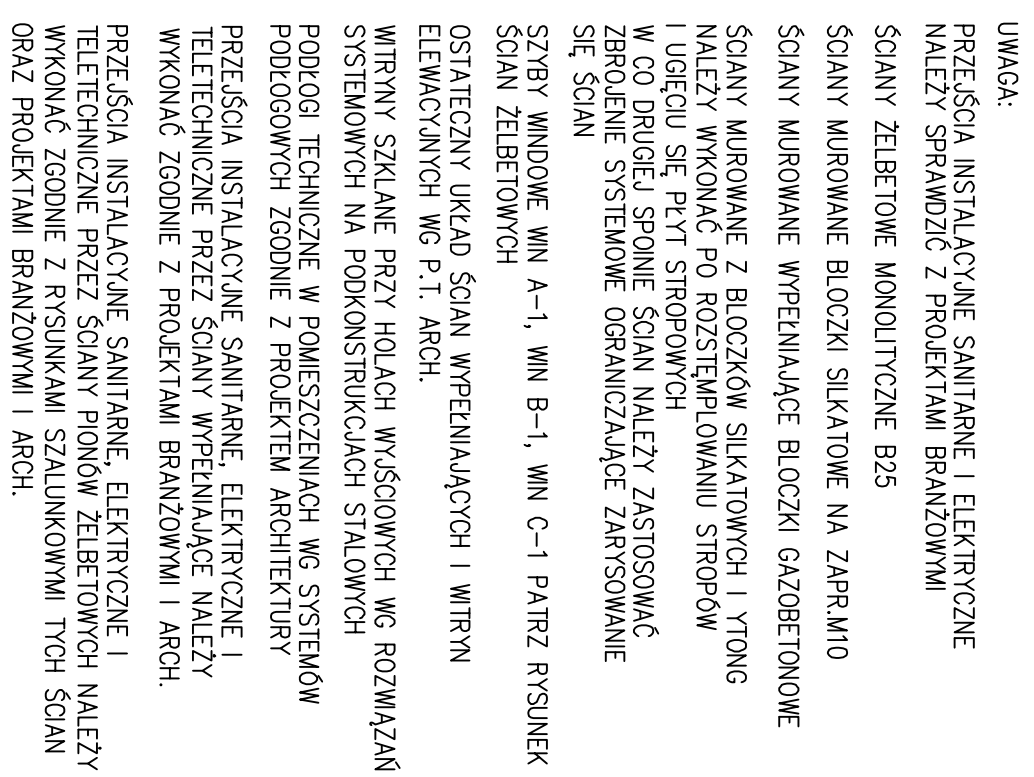 UWAGA:
PRZEJŚCIA INSTALACYJNE SANITARNE I ELEKTRYCZNE
NALEŻY SPRAWDZIĆ Z PROJEKTAMI BRANŻOWYMI
ŚCIANY ŻELBETOWE MONOLITYCZNE B25
ŚCIANY MUROWANE BLOCZKI SILKATOWE NA ZAPR.M10
ŚCIANY MUROWANE WYPEŁNIAJĄCE BLOCZKI GAZOBETONOWE
ŚCIANY MUROWANE Z BLOCZKÓW SILKATOWYCH I YTONG
NALEŻY WYKONAĆ PO ROZSTĘMPLOWANIU STROPÓW
I UGIĘCIU SIĘ PŁYT STROPOWYCH
W CO DRUGIEJ SPOINIE ŚCIAN NALEŻY ZASTOSOWAĆ
ZBROJENIE SYSTEMOWE OGRANICZAJĄCE ZARYSOWANIE
SIĘ ŚCIAN
SZYBY WINDOWE WIN A-1, WIN B-1, WIN C-1 PATRZ RYSUNEK
ŚCIAN ŻELBETOWYCH
OSTATECZNY UKŁAD ŚCIAN WYPEŁNIAJĄCYCH I WITRYN
ELEWACYJNYCH WG P.T. ARCH.
WITRYNY SZKLANE PRZY HOLACH WYJŚCIOWYCH WG ROZWIĄZAŃ
SYSTEMOWYCH NA PODKONSTRUKCJACH STALOWYCH
PODŁOGI TECHNICZNE W POMIESZCZENIACH WG SYSTEMÓW
PODŁOGOWYCH ZGODNIE Z PROJEKTEM ARCHITEKTURY
PRZEJŚCIA INSTALACYJNE SANITARNE, ELEKTRYCZNE I
TELETECHNICZNE PRZEZ ŚCIANY WYPEŁNIAJĄCE NALEŻY
WYKONAĆ ZGODNIE Z PROJEKTAMI BRANŻOWYMI I ARCH.
PRZEJŚCIA INSTALACYJNE SANITARNE, ELEKTRYCZNE I
TELETECHNICZNE PRZEZ ŚCIANY PIONÓW ŻELBETOWYCH NALEŻY
WYKONAĆ ZGODNIE Z RYSUNKAMI SZALUNKOWYMI TYCH ŚCIAN
ORAZ PROJEKTAMI BRANŻOWYMI I ARCH.